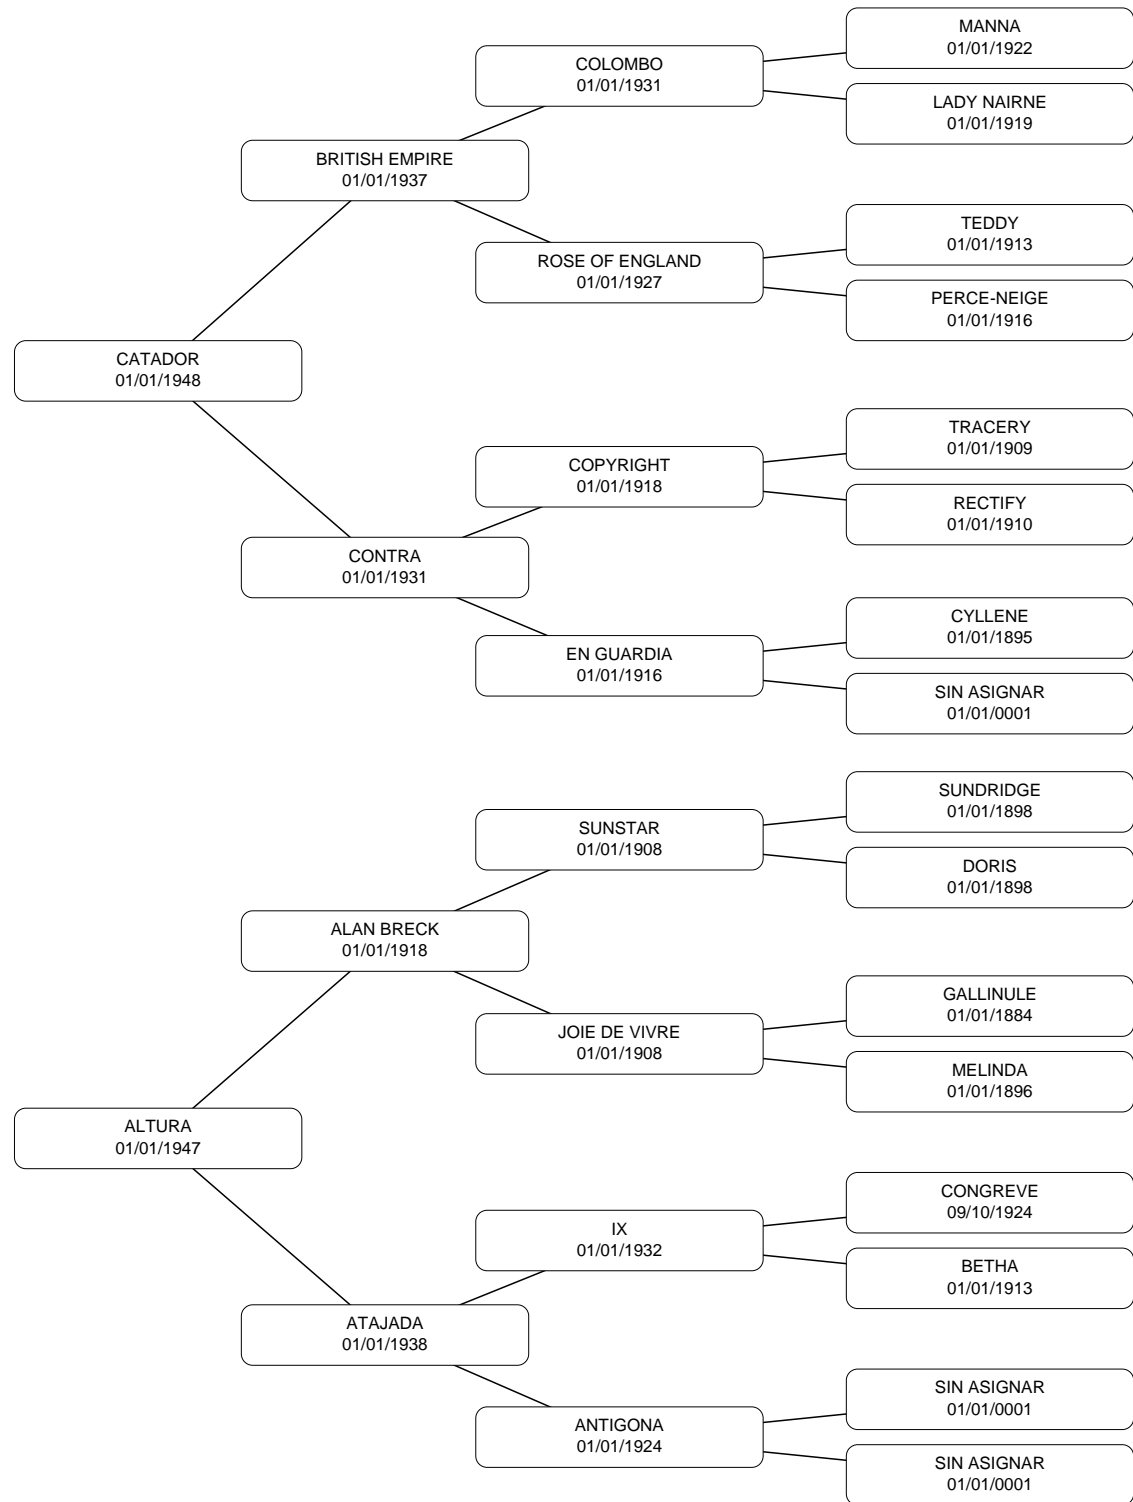 MANNA
01/01/1922
COLOMBO
01/01/1931
LADY NAIRNE
01/01/1919
BRITISH EMPIRE
01/01/1937
TEDDY
01/01/1913
ROSE OF ENGLAND
01/01/1927
PERCE-NEIGE
01/01/1916
CATADOR
01/01/1948
TRACERY
01/01/1909
COPYRIGHT
01/01/1918
RECTIFY
01/01/1910
CONTRA
01/01/1931
CYLLENE
01/01/1895
EN GUARDIA
01/01/1916
SIN ASIGNAR
01/01/0001
SUNDRIDGE
01/01/1898
SUNSTAR
01/01/1908
DORIS
01/01/1898
ALAN BRECK
01/01/1918
GALLINULE
01/01/1884
JOIE DE VIVRE
01/01/1908
MELINDA
01/01/1896
ALTURA
01/01/1947
CONGREVE
09/10/1924
IX
01/01/1932
BETHA
01/01/1913
ATAJADA
01/01/1938
SIN ASIGNAR
01/01/0001
ANTIGONA
01/01/1924
SIN ASIGNAR
01/01/0001